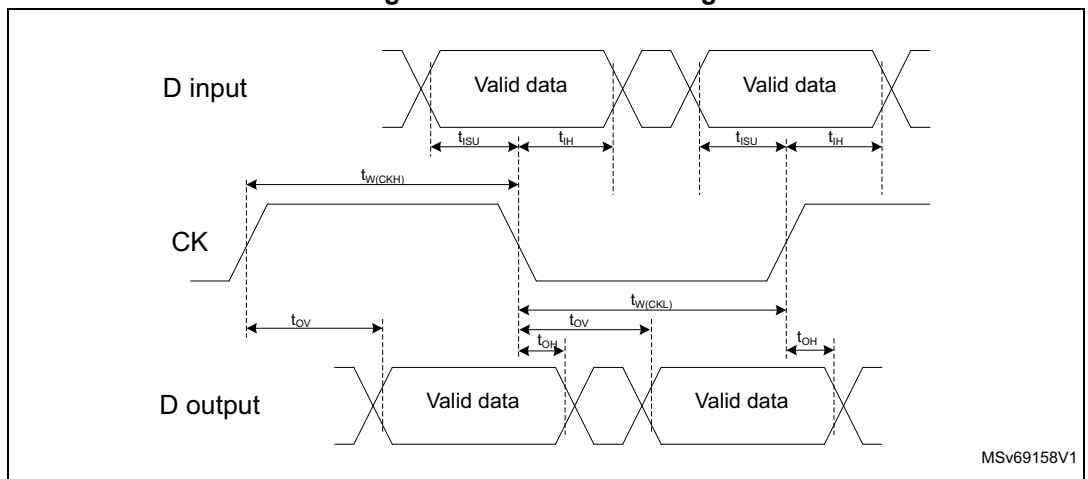 D input
Valid data
Valid data
tISU
tIH
tISU
tIH
tW(CKH)
CK
tW(CKL)
tOV
tOV
tOH
tOH
D output
Valid data
Valid data
MSv69158V1